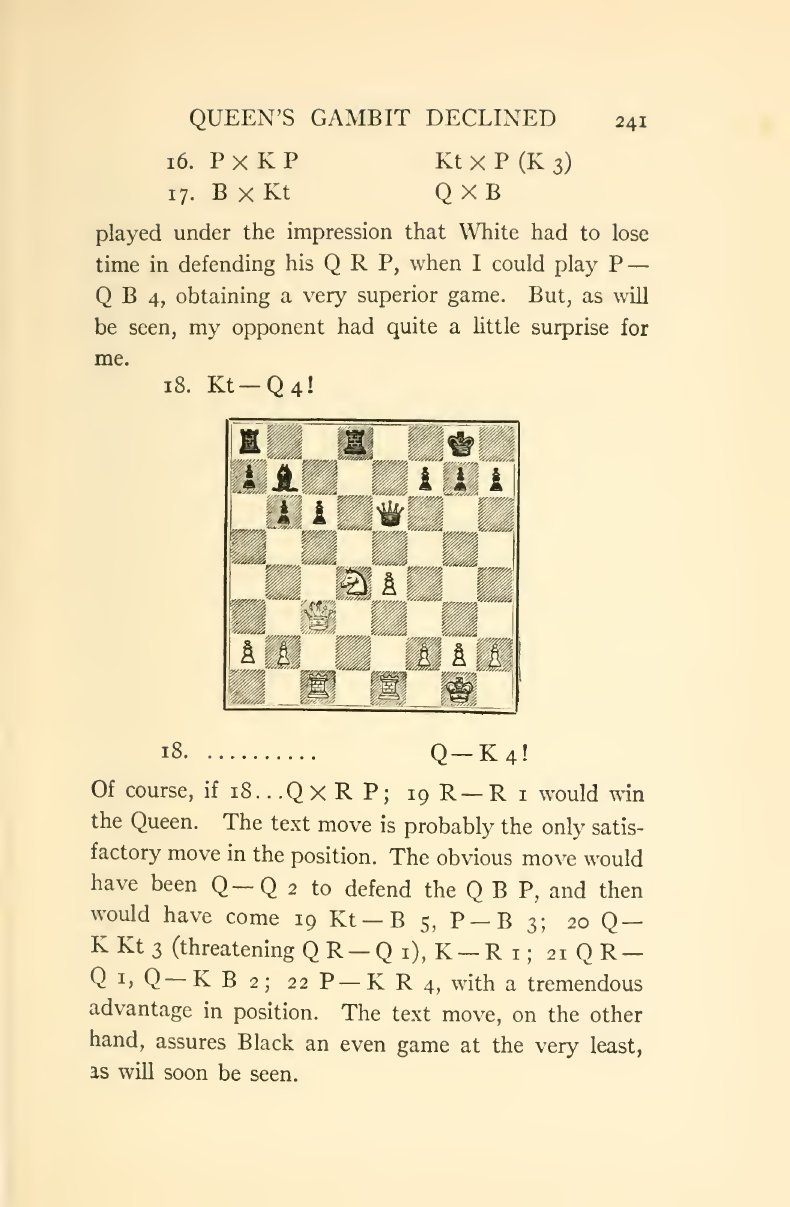 QUEEN'S GAMBIT DECLINED 241
16. P × K P Kt × P (K 3)
17. B × Kt Q × B
played under the impression that White had to lose
time in defending his Q R P, when I could play P—
Q B 4, obtaining a very superior game. But, as will
be seen, my opponent had quite a little surprise for
me.
18. Kt—Q 4!
18. .......... Q—K 4!
Of course, if 18...Q × R P; 19 R—R 1 would win
the Queen. The text move is probably the only satis-
factory move in the position. The obvious move would
have been Q—Q 2 to defend the Q B P, and then
would have come 19 Kt—B 5, P—B 3; 20 Q—
K Kt 3 (threatening Q R—Q 1), K—R 1; 21 Q R—
Q 1, Q—K B 2; 22 P—K R 4, with a tremendous
advantage in position. The text move, on the other
hand, assures Black an even game at the very least,
as will soon be seen.